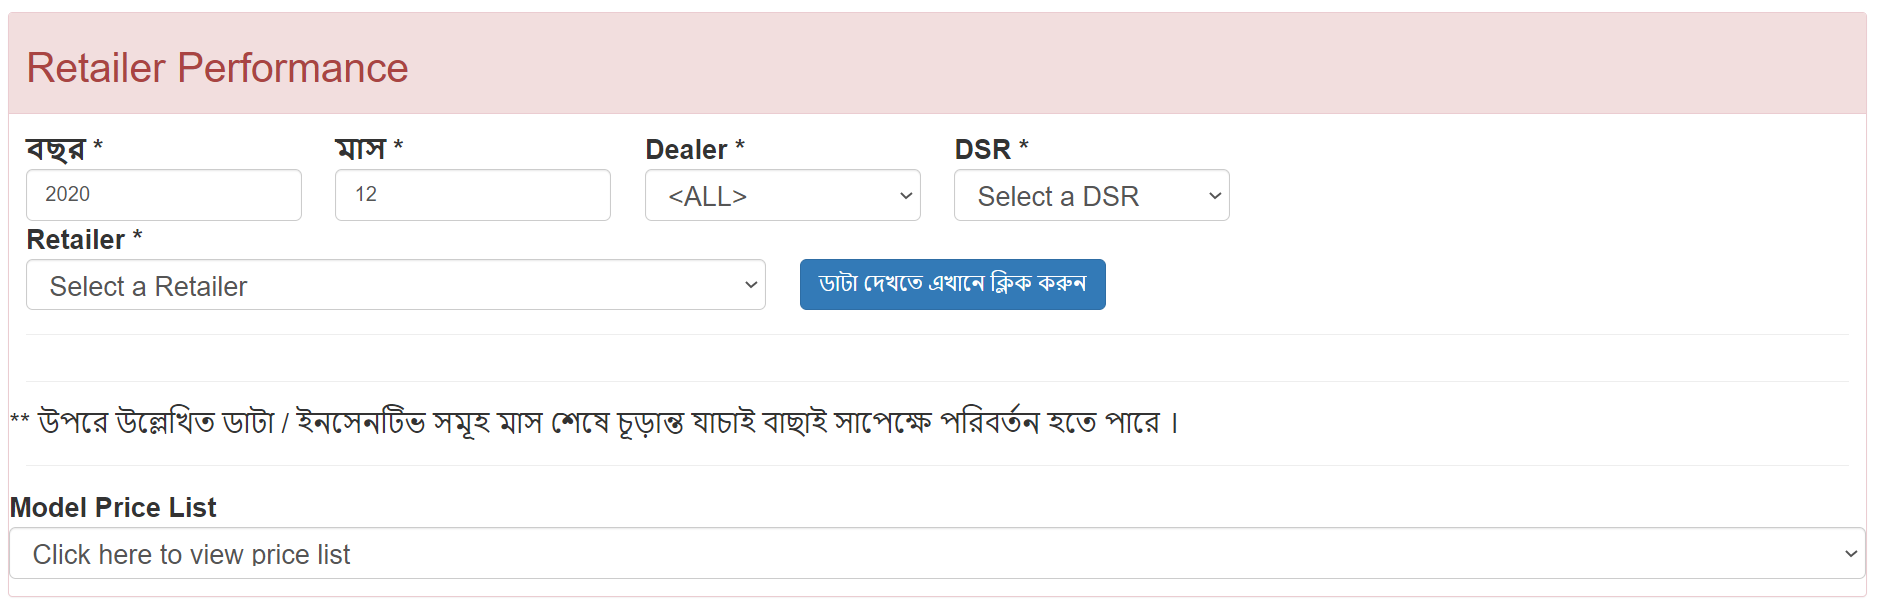 Retailer Performance
বছর * মাস * Dealer * DSR *
2020 12 <ALL> Select a DSR
Retailer *
Select a Retailer ডাটা দেখতে এখানে ক্লিক করুন
** উপরে উল্লেখিত ডাটা / ইনসেনটিভ সমূহ মাস শেষে চূড়ান্ত যাচাই বাছাই সাপেক্ষে পরিবর্তন হতে পারে ।
Model Price List
Click here to view price list